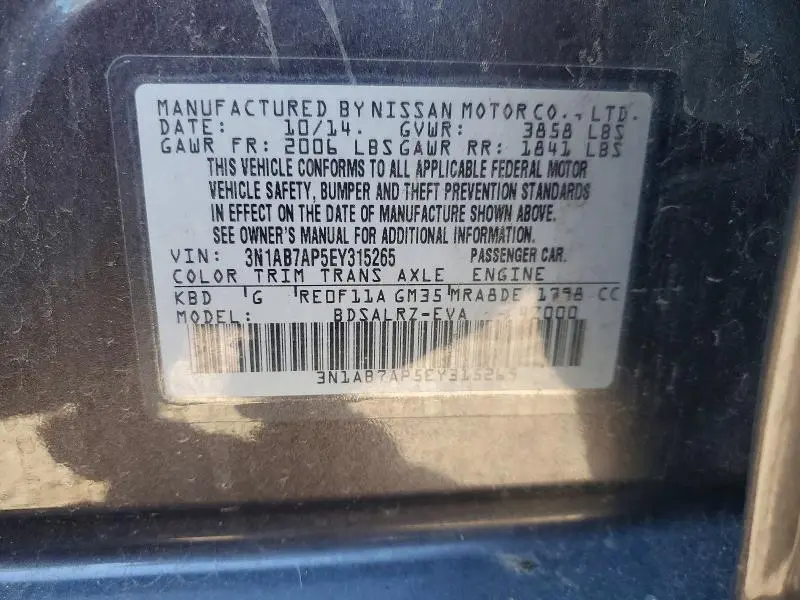 MANUFACTURED BY NISSAN MOTOR CO., LTD.
DATE: 10/14. GVWR: 3858 LBS
GAWR FR: 2006 LBS GAWR RR: 1841 LBS
THIS VEHICLE CONFORMS TO ALL APPLICABLE FEDERAL MOTOR
VEHICLE SAFETY, BUMPER AND THEFT PREVENTION STANDARDS
IN EFFECT ON THE DATE OF MANUFACTURE SHOWN ABOVE.
SEE OWNER'S MANUAL FOR ADDITIONAL INFORMATION.
VIN: 3N1AB7AP5EY315265 PASSENGER CAR.
COLOR TRIM TRANS AXLE ENGINE
KBD G RE0F11A GM35 MRA8DE 1798 CC
MODEL: BDSALRZ-EVA
3N1AB7AP5EY315265